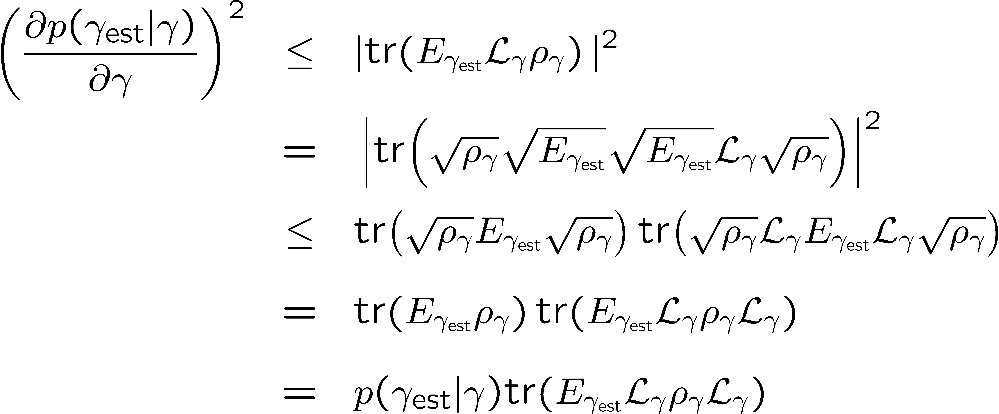 $\left(\frac{\partial p(\gamma_{\text{est}}|\gamma)}{\partial \gamma}\right)^2 \leq |\text{tr}(E_{\gamma_{\text{est}}}\mathcal{L}_\gamma\rho_\gamma)|^2$
$= \left|\text{tr}\left(\sqrt{\rho_\gamma}\sqrt{E_{\gamma_{\text{est}}}}\sqrt{E_{\gamma_{\text{est}}}}\mathcal{L}_\gamma\sqrt{\rho_\gamma}\right)\right|^2$
$\leq \text{tr}\left(\sqrt{\rho_\gamma}E_{\gamma_{\text{est}}}\sqrt{\rho_\gamma}\right)\text{tr}\left(\sqrt{\rho_\gamma}\mathcal{L}_\gamma E_{\gamma_{\text{est}}}\mathcal{L}_\gamma\sqrt{\rho_\gamma}\right)$
$= \text{tr}(E_{\gamma_{\text{est}}}\rho_\gamma)\,\text{tr}(E_{\gamma_{\text{est}}}\mathcal{L}_\gamma\rho_\gamma\mathcal{L}_\gamma)$
$= p(\gamma_{\text{est}}|\gamma)\text{tr}(E_{\gamma_{\text{est}}}\mathcal{L}_\gamma\rho_\gamma\mathcal{L}_\gamma)$